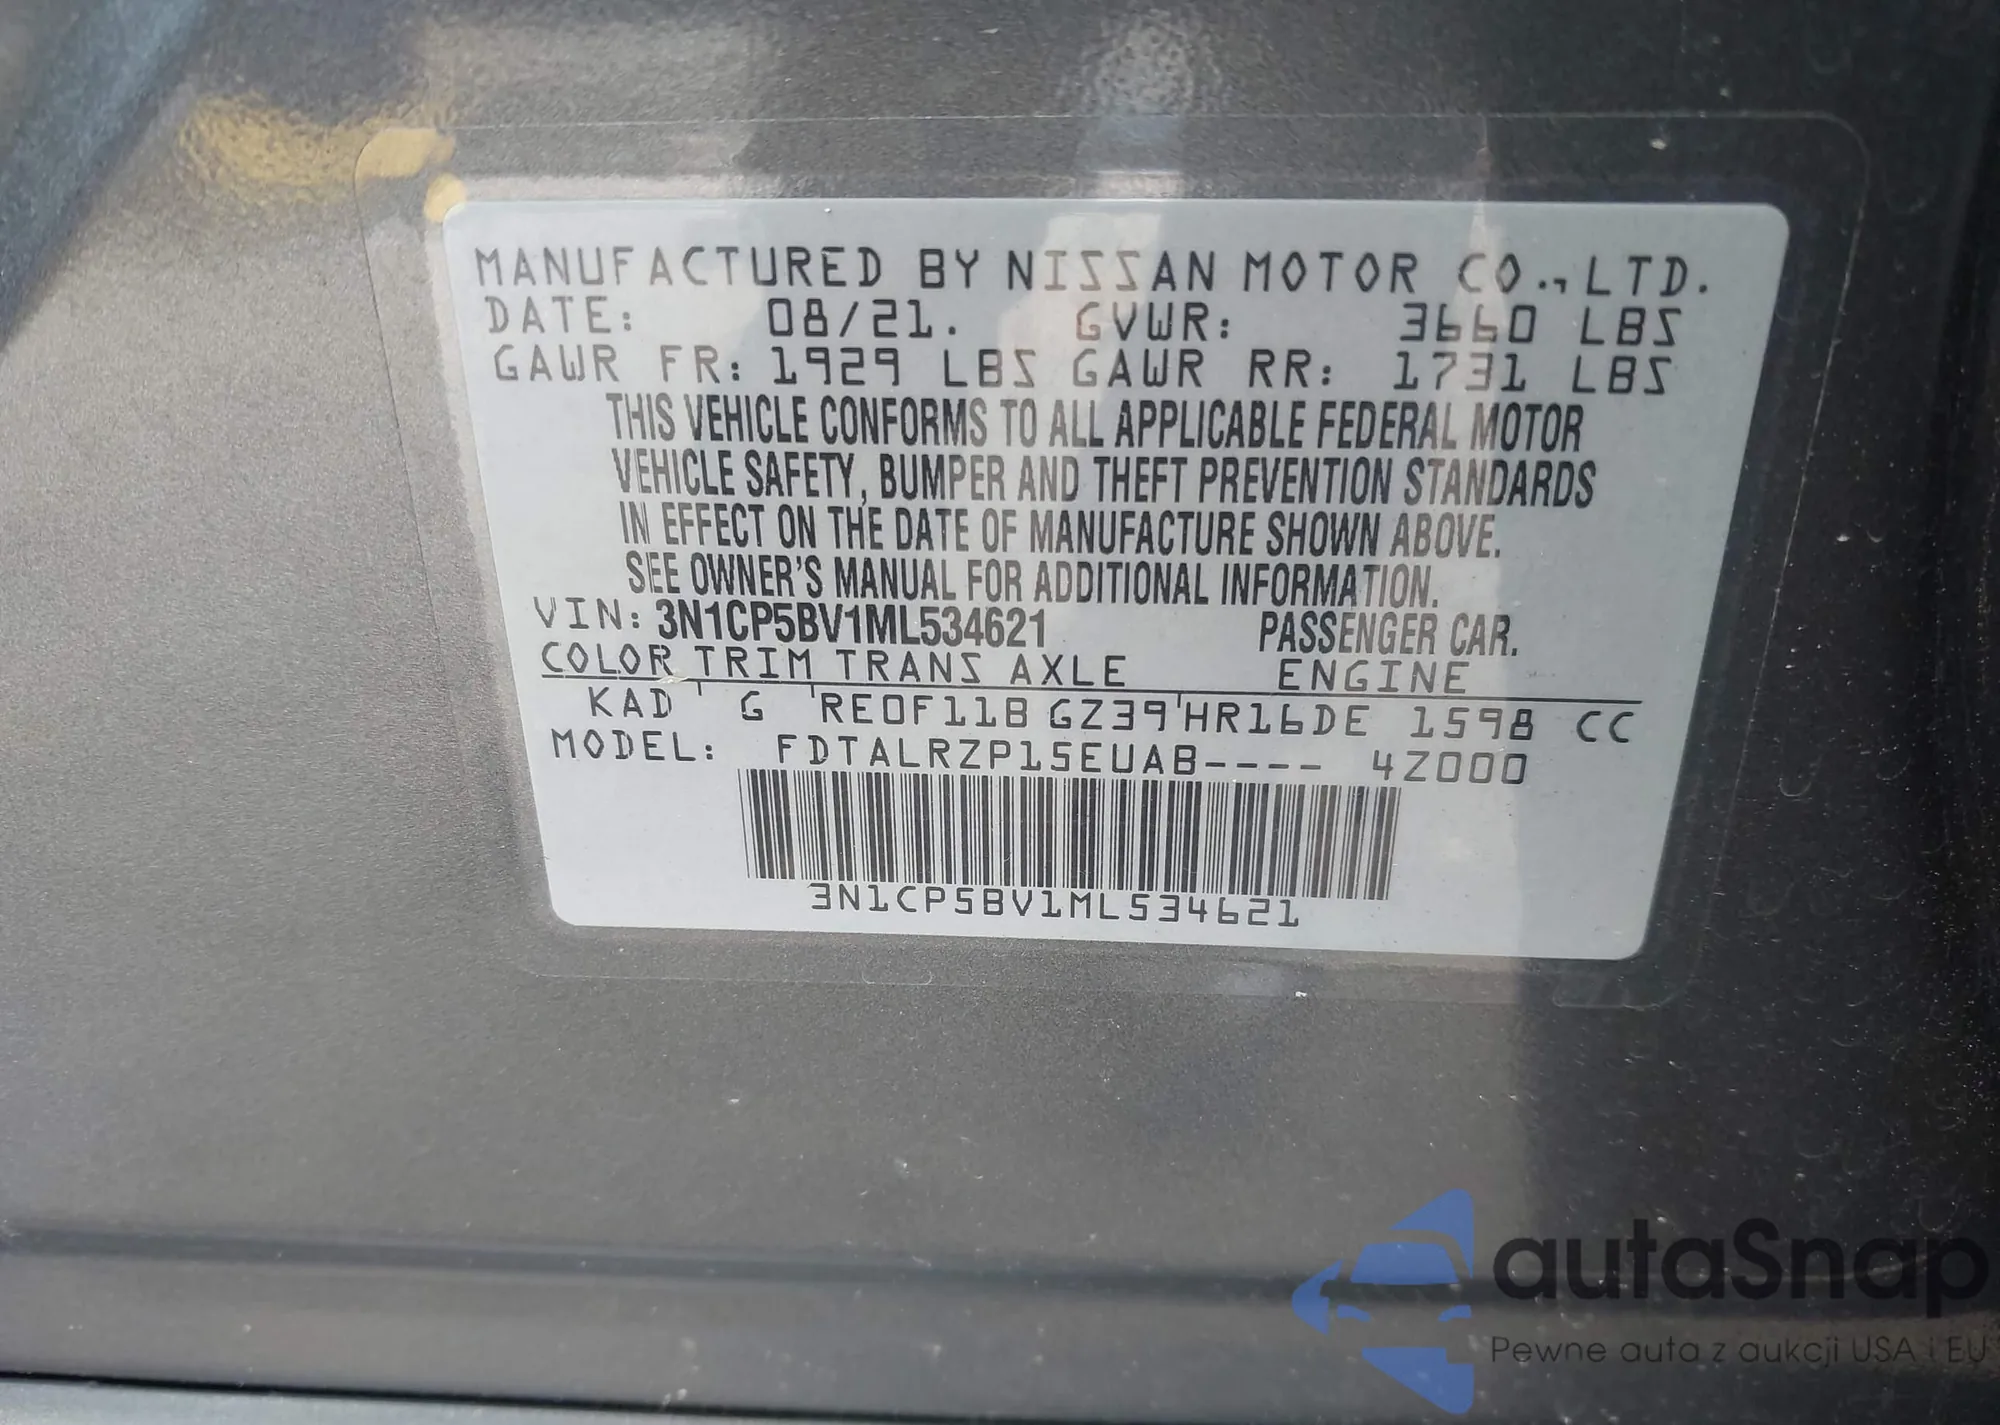 MANUFACTURED BY NISSAN MOTOR CO., LTD.
DATE: 08/21. GVWR: 3660 LBS
GAWR FR: 1929 LBS GAWR RR: 1731 LBS
THIS VEHICLE CONFORMS TO ALL APPLICABLE FEDERAL MOTOR
VEHICLE SAFETY, BUMPER AND THEFT PREVENTION STANDARDS
IN EFFECT ON THE DATE OF MANUFACTURE SHOWN ABOVE.
SEE OWNER'S MANUAL FOR ADDITIONAL INFORMATION.
VIN: 3N1CP5BV1ML534621 PASSENGER CAR.
COLOR TRIM TRANS AXLE ENGINE
KAD G RE0F11B GZ39 HR16DE 1598 CC
MODEL: FDTALRZP15EUAB---- 4Z000
3N1CP5BV1ML534621
autaSnap
Pewne auta z aukcji USA i EU